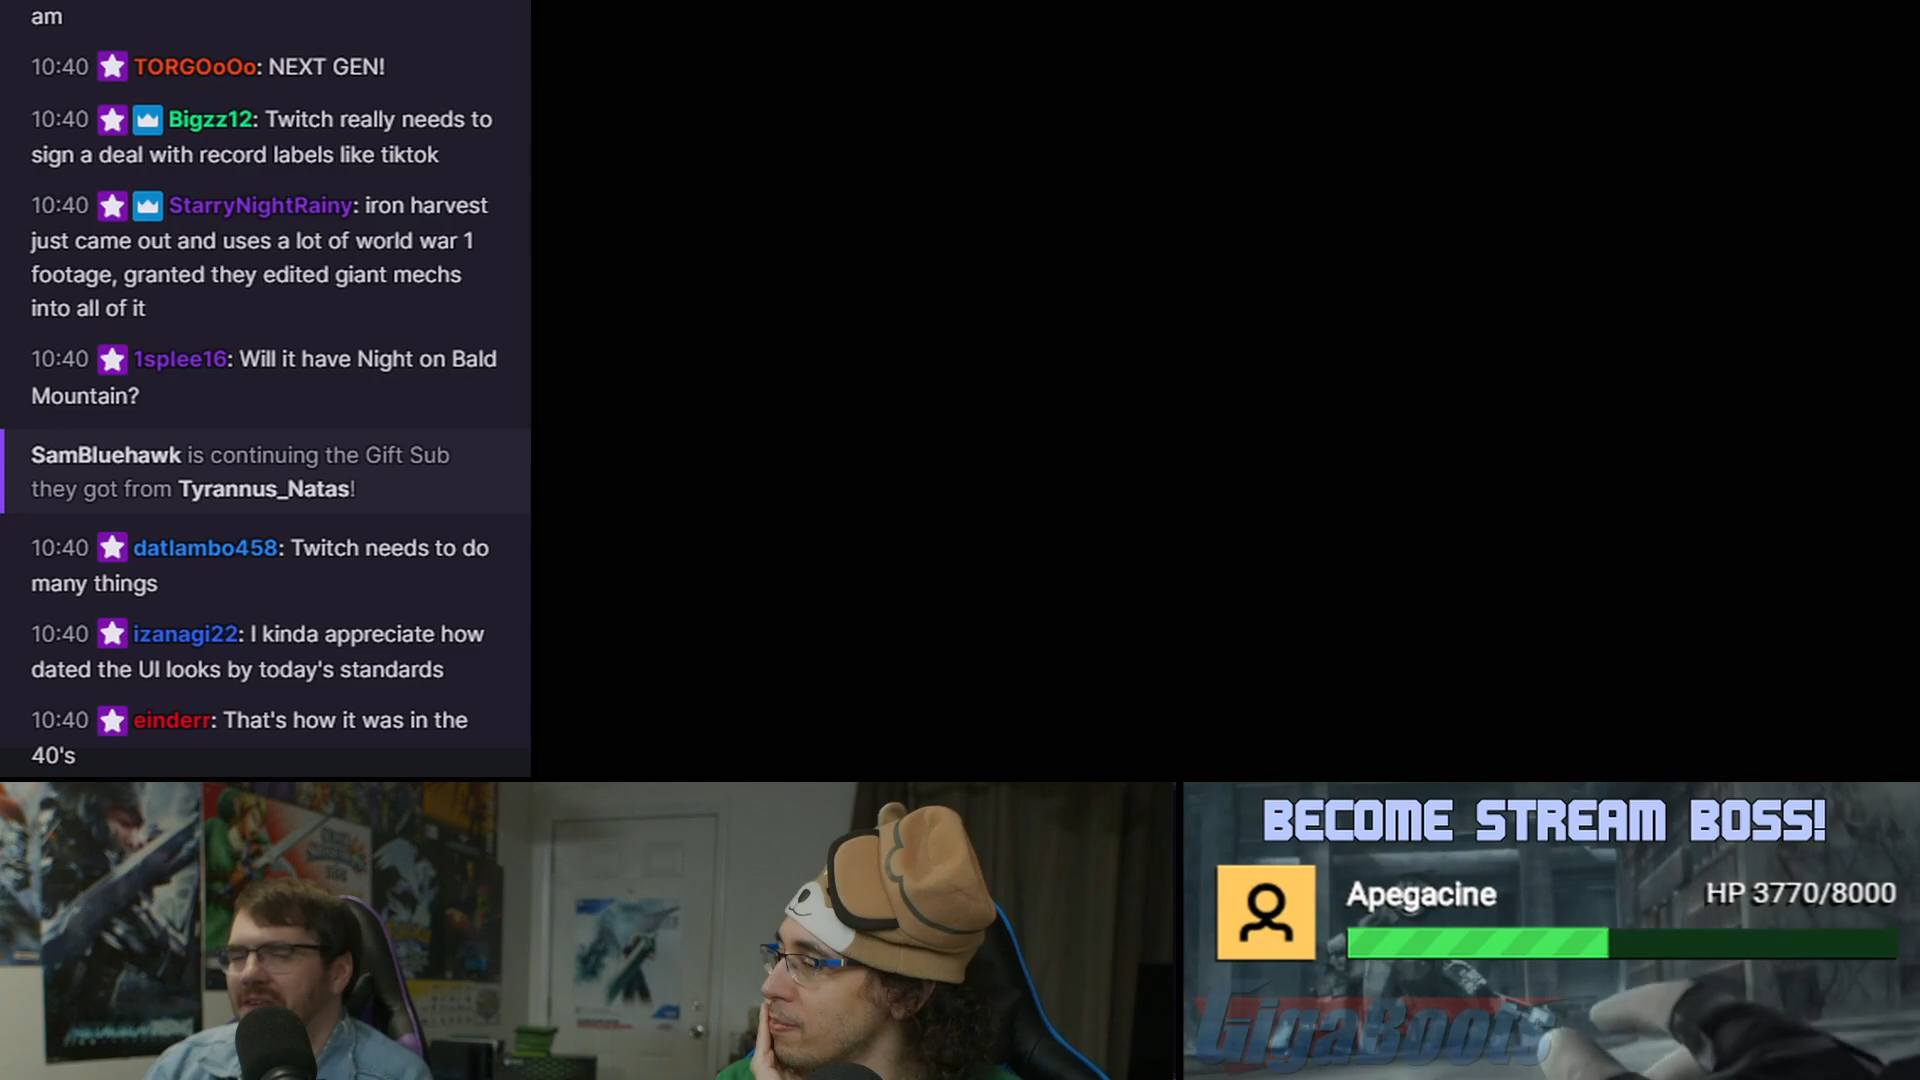 am
10:40 TORGOoOo: NEXT GEN!
10:40 Bigzz12: Twitch really needs to
sign a deal with record labels like tiktok
10:40 StarryNightRainy: iron harvest
just came out and uses a lot of world war 1
footage, granted they edited giant mechs
into all of it
10:40 1splee16: Will it have Night on Bald
Mountain?
SamBluehawk is continuing the Gift Sub
they got from Tyrannus_Natas!
10:40 datlambo458: Twitch needs to do
many things
10:40 izanagi22: I kinda appreciate how
dated the UI looks by today's standards
10:40 einderr: That's how it was in the
40's
BECOME STREAM BOSS!
Apegacine HP 3770/8000
GigaBoots